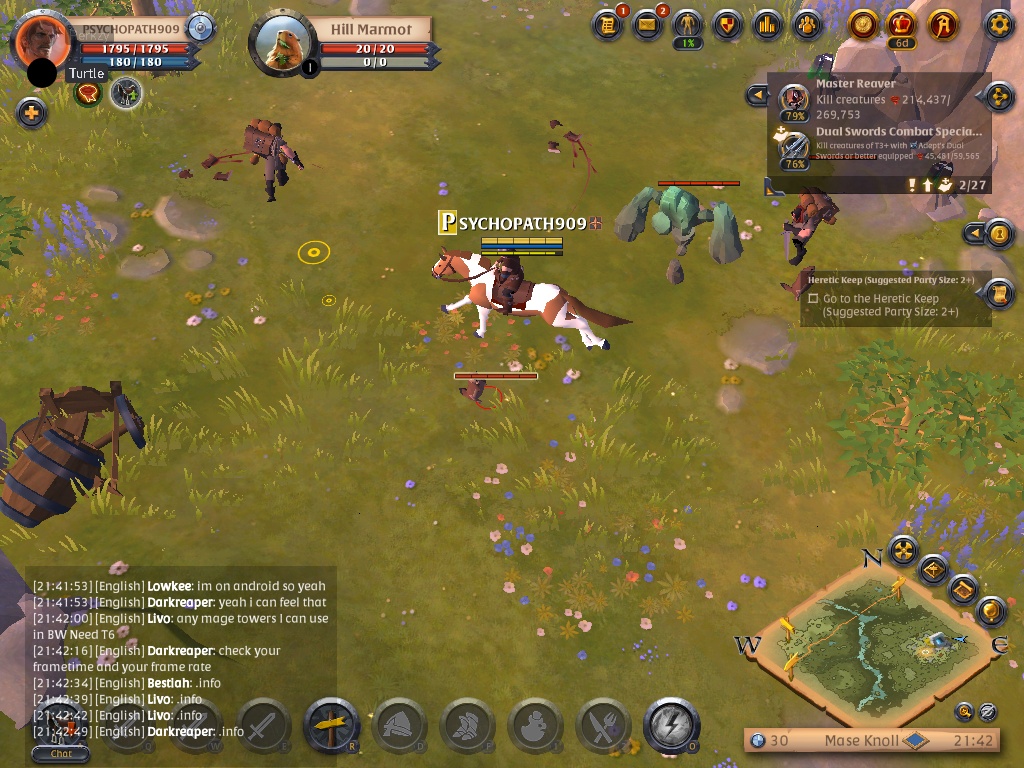 PSYCHOPATH909
1795 / 1795
180 / 180
Turtle
Hill Marmot
20 / 20
0 / 0
I
1
2
1%
6d
Master Reaver
Kill creatures 214,437/
269,753
79%
Dual Swords Combat Specia...
Kill creatures of T3+ with Adept's Dual
Swords or better equipped 45,431/59,565
76%
2/27
PSYCHOPATH909
Heretic Keep (Suggested Party Size: 2+)
Go to the Heretic Keep
(Suggested Party Size: 2+)
[21:41:53] [English] Lowkee: im on android so yeah
[21:41:53] [English] Darkreaper: yeah i can feel that
[21:42:00] [English] Livo: any mage towers I can use
in BW Need T6
[21:42:16] [English] Darkreaper: check your
frametime and your frame rate
[21:42:34] [English] Bestiah: .info
[21:42:39] [English] Livo: .info
[21:42:42] [English] Livo: .info
[21:42:49] [English] Darkreaper: .info
Chat
Q
W
E
R
D
F
O
N
W
E
30
Mase Knoll
21:42